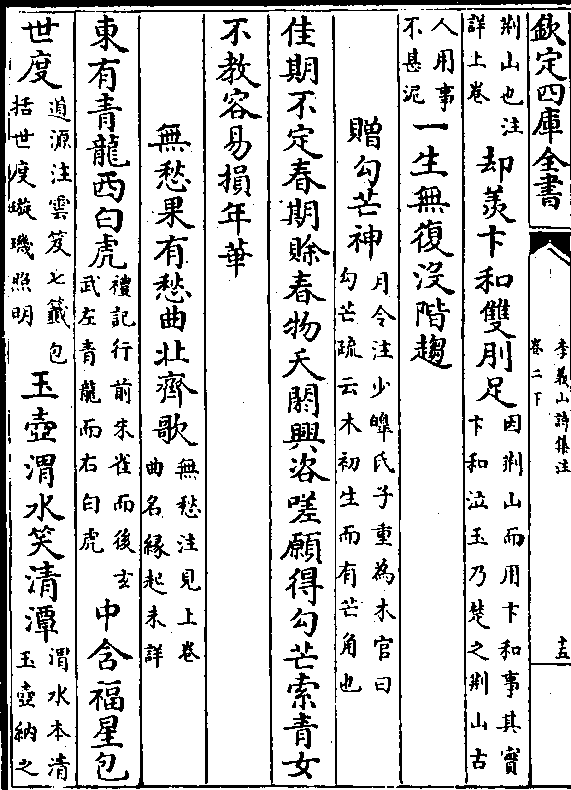 欽定四庫全書
李義山詩集注
卷二下
十五
荆山也注
詳上卷
却羨卞和雙刖足
因荆山而用卞和事其實
卞和泣玉乃楚之荆山古
人用事
不甚泥
一生無復沒階趨
贈勾芒神
月令注少皥氏子重為木官曰
勾芒疏云木初生而有芒角也
佳期不定春期賒春物夭閼興咨嗟願得勾芒索青女
不教容易損年華
無愁果有愁曲北齊歌
無愁注見上卷
曲名緣起未詳
東有青龍西白虎
禮記行前朱雀而後玄
武左青龍而右白虎
中含福星包
世度
道源注雲笈七籖包
括世度璇璣照明
玉壺渭水笑清潭
渭水本清
玉壺納之